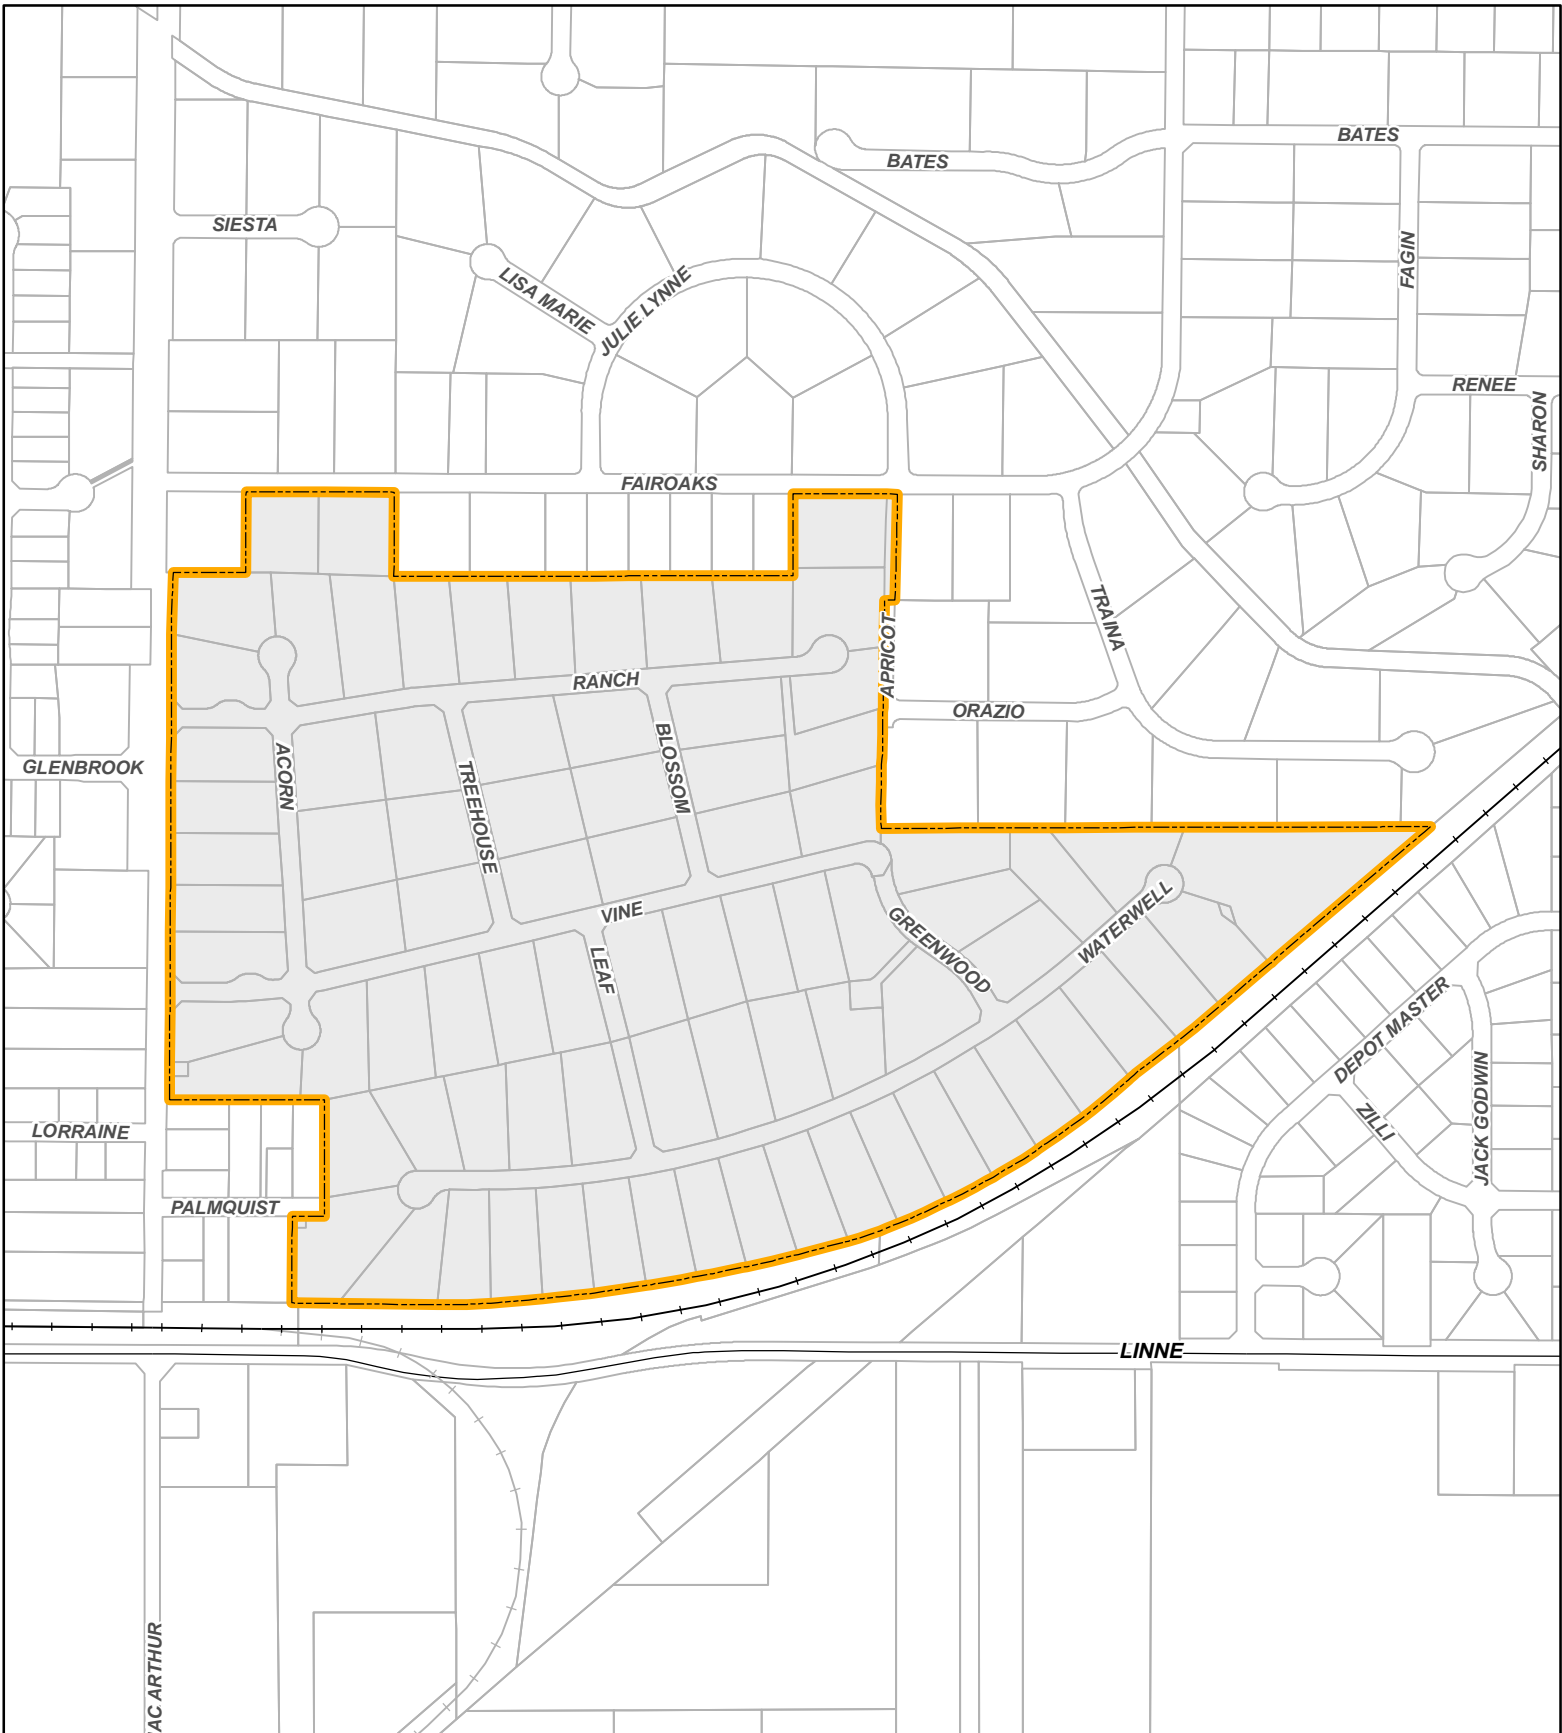 BATES
BATES
SIESTA
FAGIN
LISA MARIE
JULIE LYNNE
RENEE
SHARON
FAIROAKS
TRAINA
APRICOT
RANCH
ORAZIO
BLOSSOM
ACORN
GLENBROOK
TREEHOUSE
VINE
GREENWOOD
WATERWELL
LEAF
DEPOT MASTER
JACK GODWIN
ZILLI
LORRAINE
PALMQUIST
LINNE
AC ARTHUR